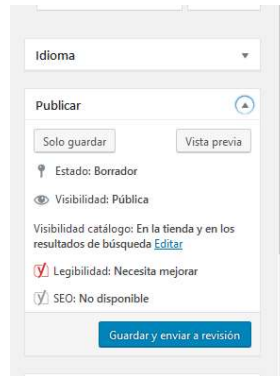 Idioma
Publicar
Solo guardar
Vista previa
Estado: Borrador
Visibilidad: Pública
Visibilidad catálogo: En la tienda y en los
resultados de búsqueda Editar
Legibilidad: Necesita mejorar
SEO: No disponible
Guardar y enviar a revisión